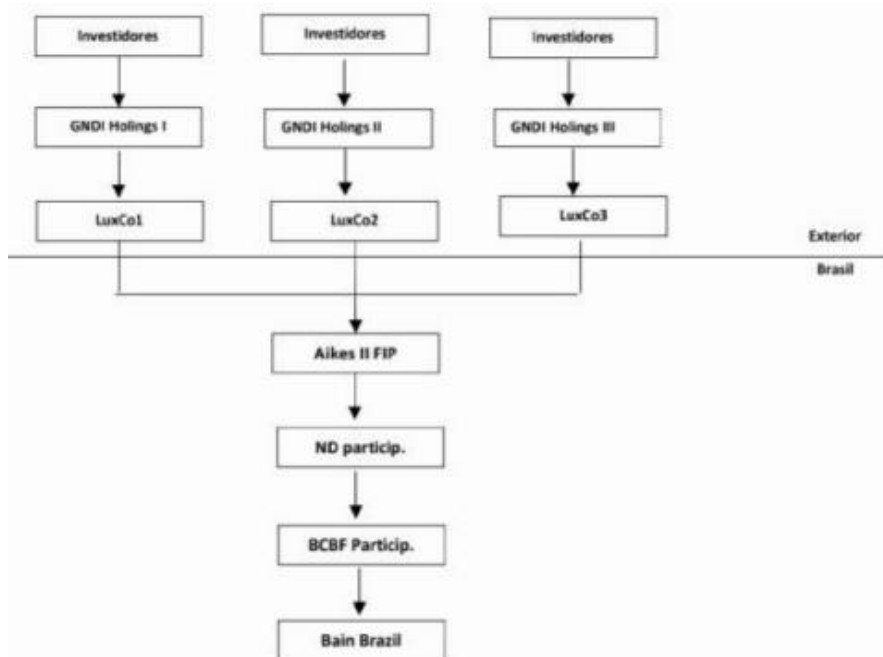 Investidores
Investidores
Investidores
GNDI Holings I
GNDI Holings II
GNDI Holings III
LuxCo1
LuxCo2
LuxCo3
Exterior
Brasil
Aikes II FIP
ND particip.
BCBF Particip.
Bain Brazil